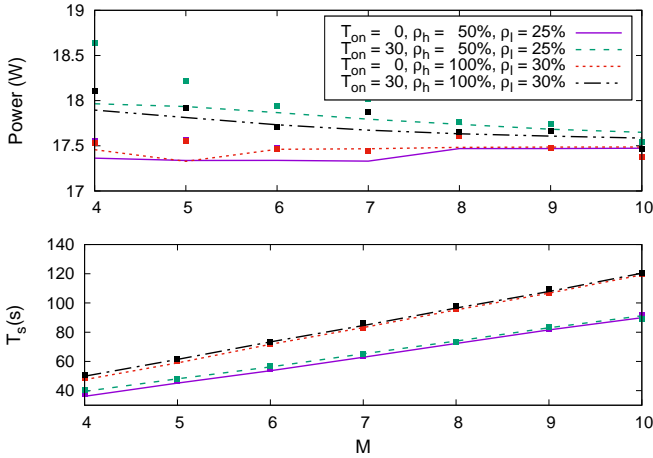 19
18.5
18
17.5
17
Power (W)
T_on = 0, ρ_h = 50%, ρ_l = 25%
T_on = 30, ρ_h = 50%, ρ_l = 25%
T_on = 0, ρ_h = 100%, ρ_l = 30%
T_on = 30, ρ_h = 100%, ρ_l = 30%
4 5 6 7 8 9 10
140
120
100
80
60
40
T_s(s)
4 5 6 7 8 9 10
M